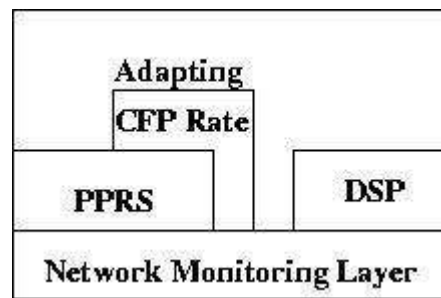 Adapting
CFP Rate
PPRS
DSP
Network Monitoring Layer